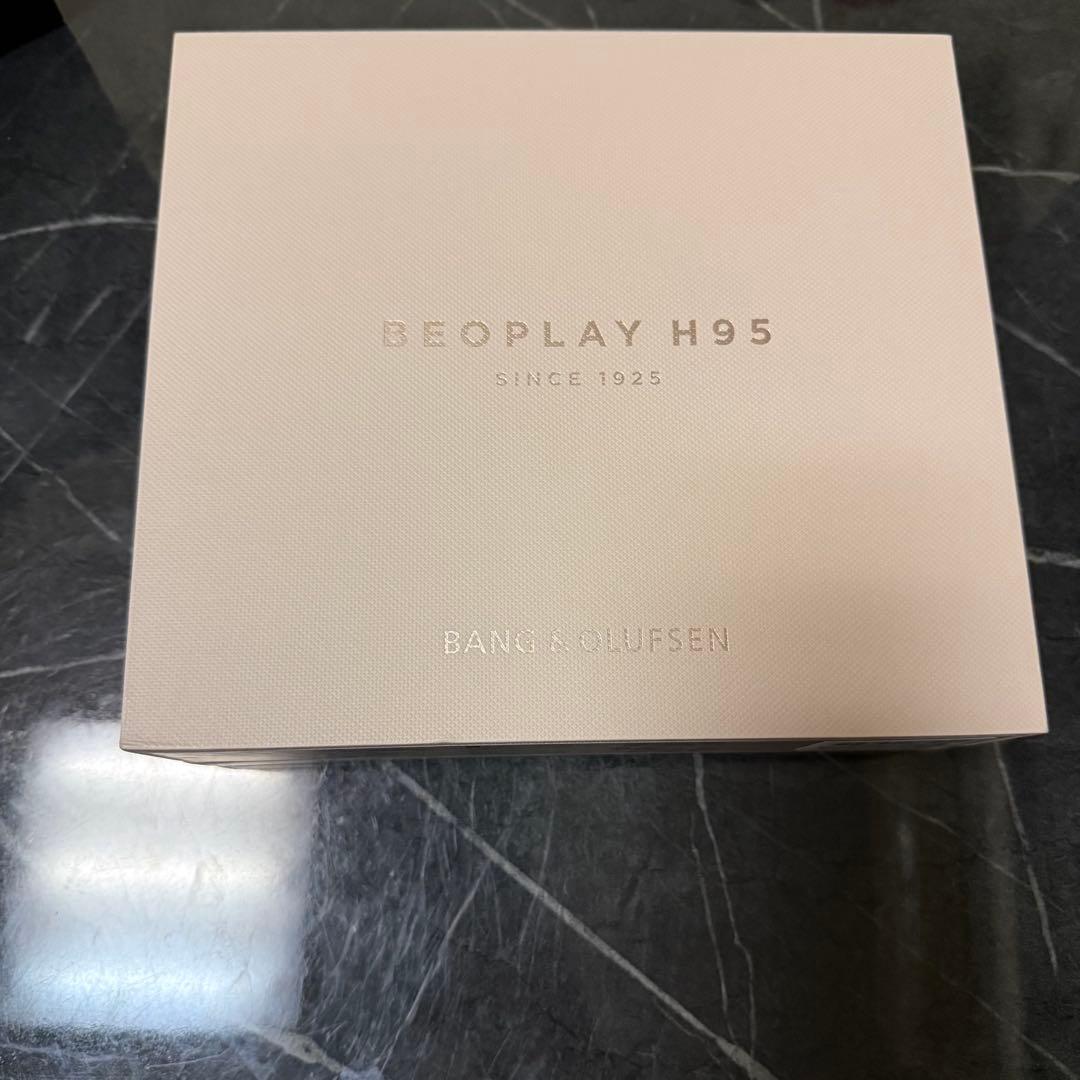 BEOPLAY H95
SINCE 1925
BANG & OLUFSEN